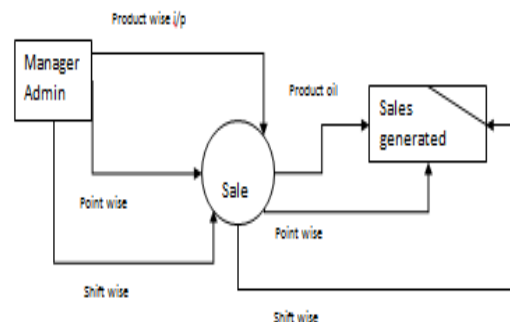 Product wise i/p
Manager
Admin
Product oil
Sales
generated
Sale
Point wise
Point wise
Shift wise
Shift wise